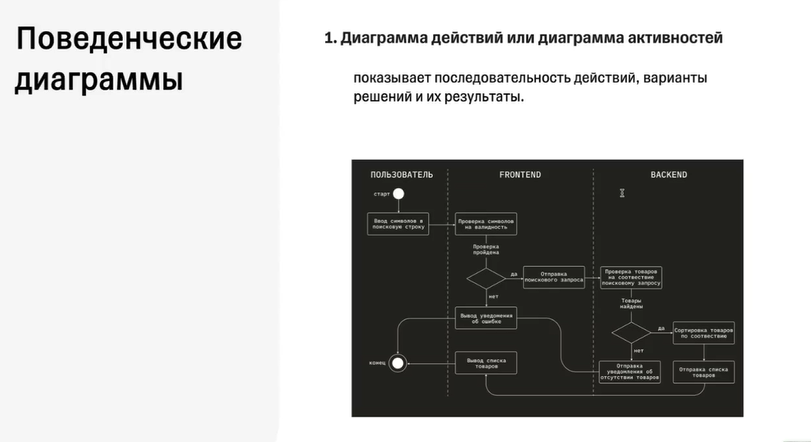 Поведенческие
диаграммы
1. Диаграмма действий или диаграмма активностей
показывает последовательность действий, варианты
решений и их результаты.
ПОЛЬЗОВАТЕЛЬ
FRONTEND
BACKEND
старт
Ввод символов в
поисковую строку
Проверка символов
на валидность
Проверка
пройдена
да
нет
Отправка
поискового запроса
Проверка товаров
на соотвествие
поисковому запросу
Товары
найдены
да
нет
Сортировка товаров
по соотвествию
Вывод уведомления
об ошибке
конец
Вывод списка
товаров
Отправка
уведомления об
отсутствии товаров
Отправка списка
товаров